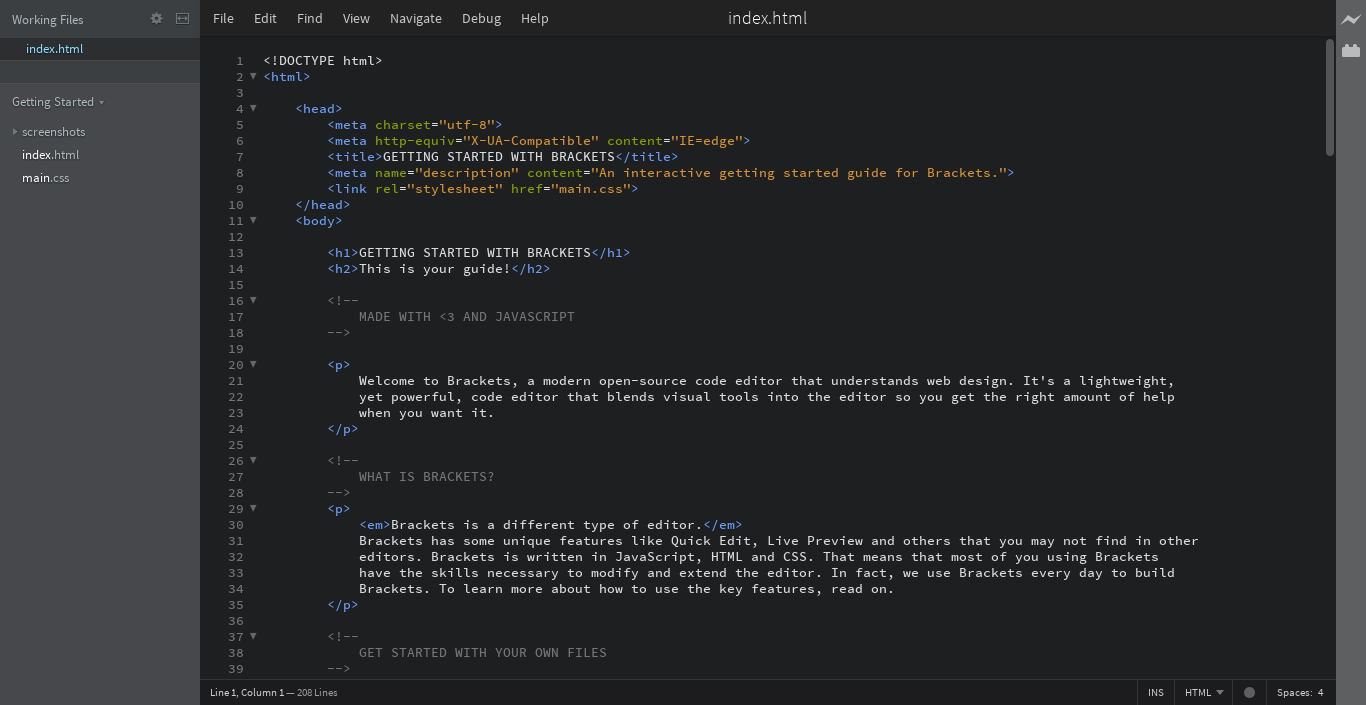 Working Files
index.html
Getting Started
screenshots
index.html
main.css
File Edit Find View Navigate Debug Help
index.html
1 <!DOCTYPE html>
2 <html>
3
4 <head>
5 <meta charset="utf-8">
6 <meta http-equiv="X-UA-Compatible" content="IE=edge">
7 <title>GETTING STARTED WITH BRACKETS</title>
8 <meta name="description" content="An interactive getting started guide for Brackets.">
9 <link rel="stylesheet" href="main.css">
10 </head>
11 <body>
12
13 <h1>GETTING STARTED WITH BRACKETS</h1>
14 <h2>This is your guide!</h2>
15
16 <!--
17 MADE WITH <3 AND JAVASCRIPT
18 -->
19
20 <p>
21 Welcome to Brackets, a modern open-source code editor that understands web design. It's a lightweight,
22 yet powerful, code editor that blends visual tools into the editor so you get the right amount of help
23 when you want it.
24 </p>
25
26 <!--
27 WHAT IS BRACKETS?
28 -->
29 <p>
30 <em>Brackets is a different type of editor.</em>
31 Brackets has some unique features like Quick Edit, Live Preview and others that you may not find in other
32 editors. Brackets is written in JavaScript, HTML and CSS. That means that most of you using Brackets
33 have the skills necessary to modify and extend the editor. In fact, we use Brackets every day to build
34 Brackets. To learn more about how to use the key features, read on.
35 </p>
36
37 <!--
38 GET STARTED WITH YOUR OWN FILES
39 -->
Line 1, Column 1 — 208 Lines
INS HTML Spaces: 4